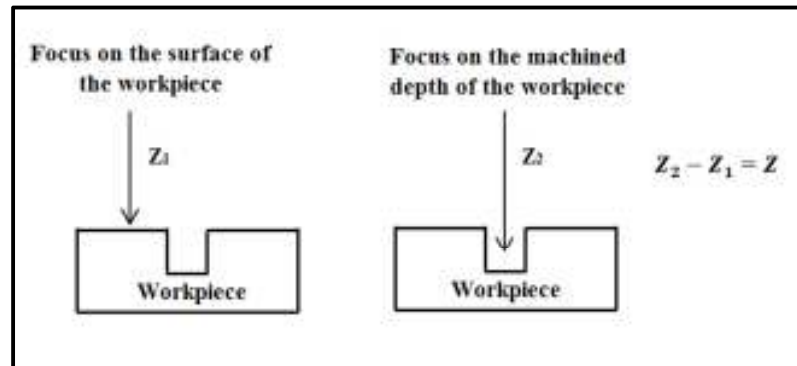 Focus on the surface of
the workpiece
Z₁
Workpiece
Focus on the machined
depth of the workpiece
Z₂
Workpiece
Z₂ − Z₁ = Z